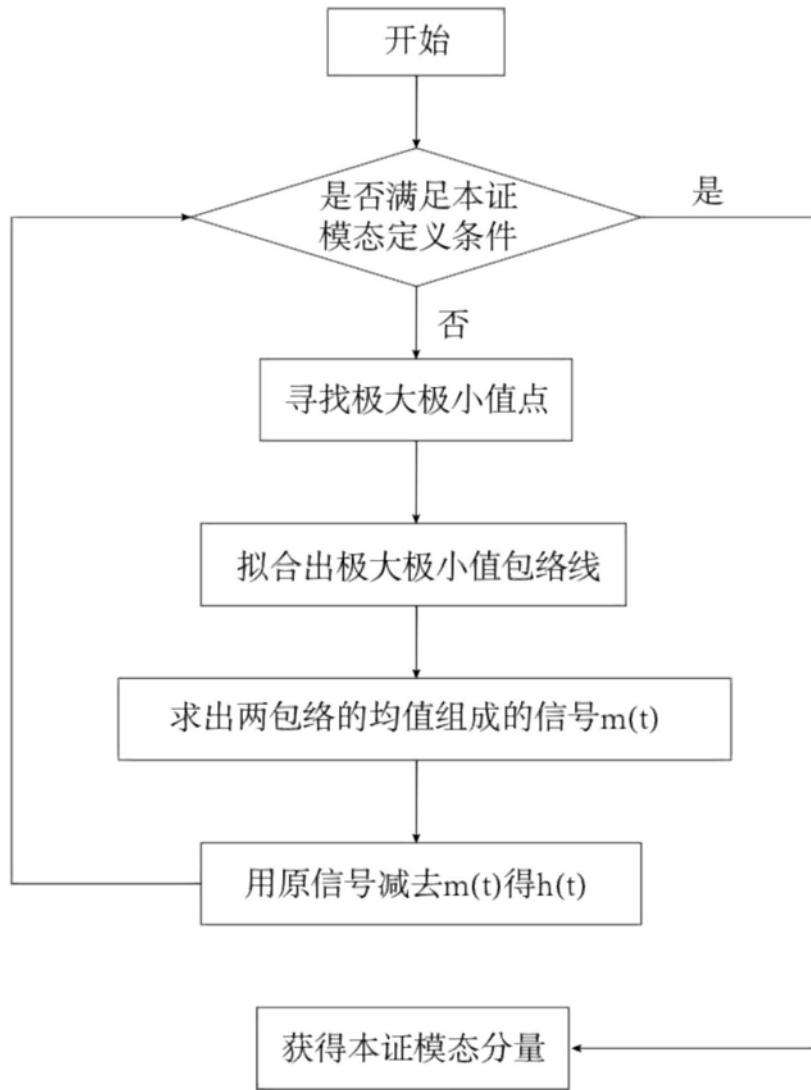 开始
是否满足本证
模态定义条件
是
否
寻找极大极小值点
拟合出极大极小值包络线
求出两包络的均值组成的信号m(t)
用原信号减去m(t)得h(t)
获得本证模态分量